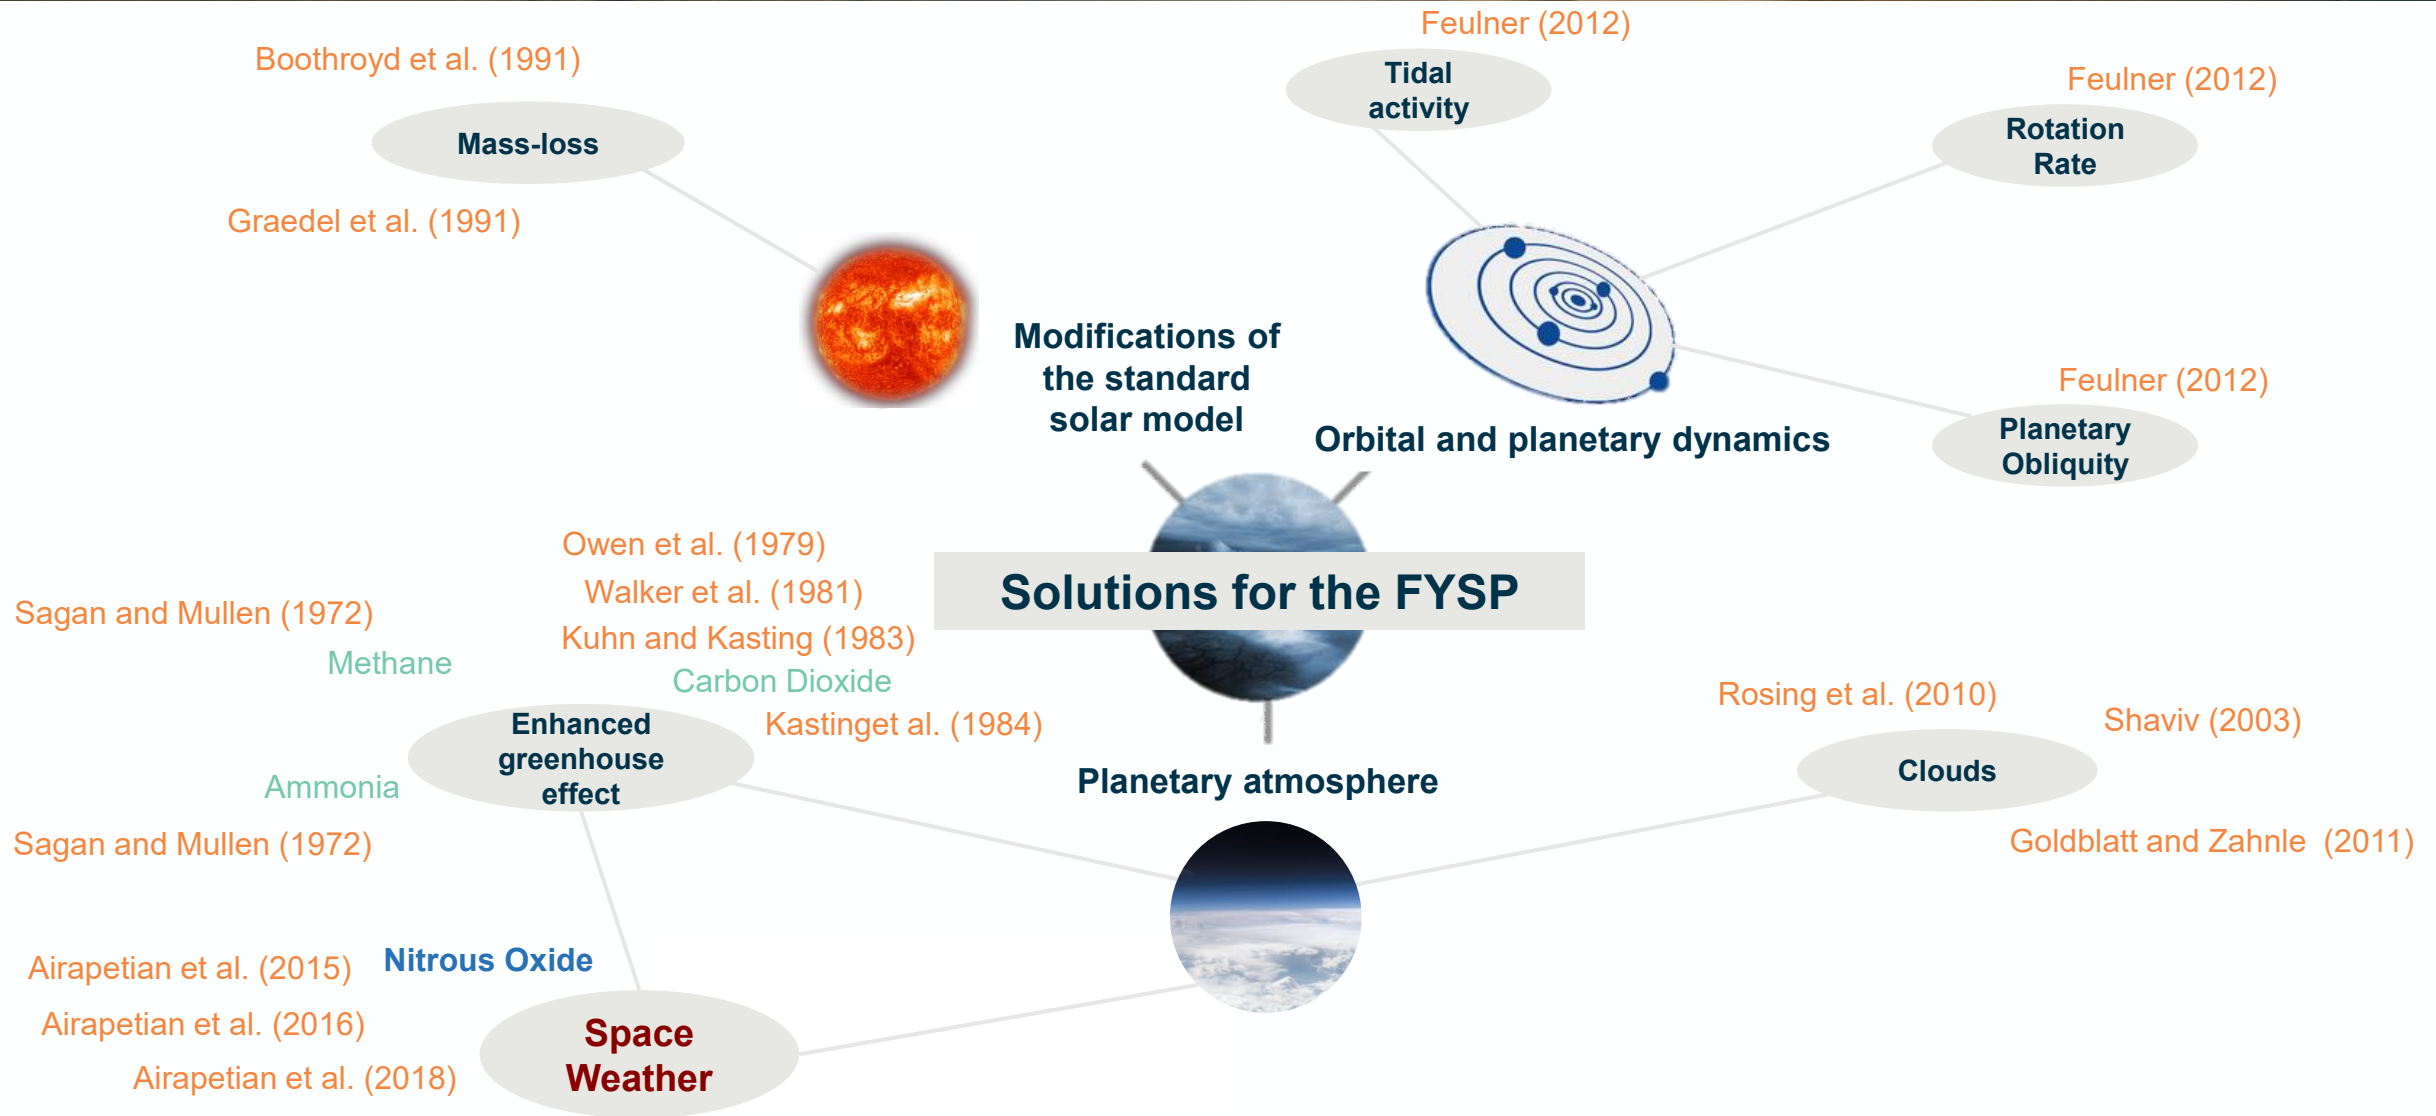 Feulner (2012)
Boothroyd et al. (1991)
Tidal
activity
Feulner (2012)
Mass-loss
Rotation
Rate
Graedel et al. (1991)
Modifications of
the standard
solar model
Feulner (2012)
Orbital and planetary dynamics
Planetary
Obliquity
Owen et al. (1979)
Walker et al. (1981)
Solutions for the FYSP
Sagan and Mullen (1972)
Kuhn and Kasting (1983)
Methane
Carbon Dioxide
Rosing et al. (2010)
Enhanced
greenhouse
effect
Kastinget al. (1984)
Shaviv (2003)
Planetary atmosphere
Clouds
Ammonia
Sagan and Mullen (1972)
Goldblatt and Zahnle  (2011)
Nitrous Oxide
Airapetian et al. (2015)
Airapetian et al. (2016)
Space
Weather
Airapetian et al. (2018)